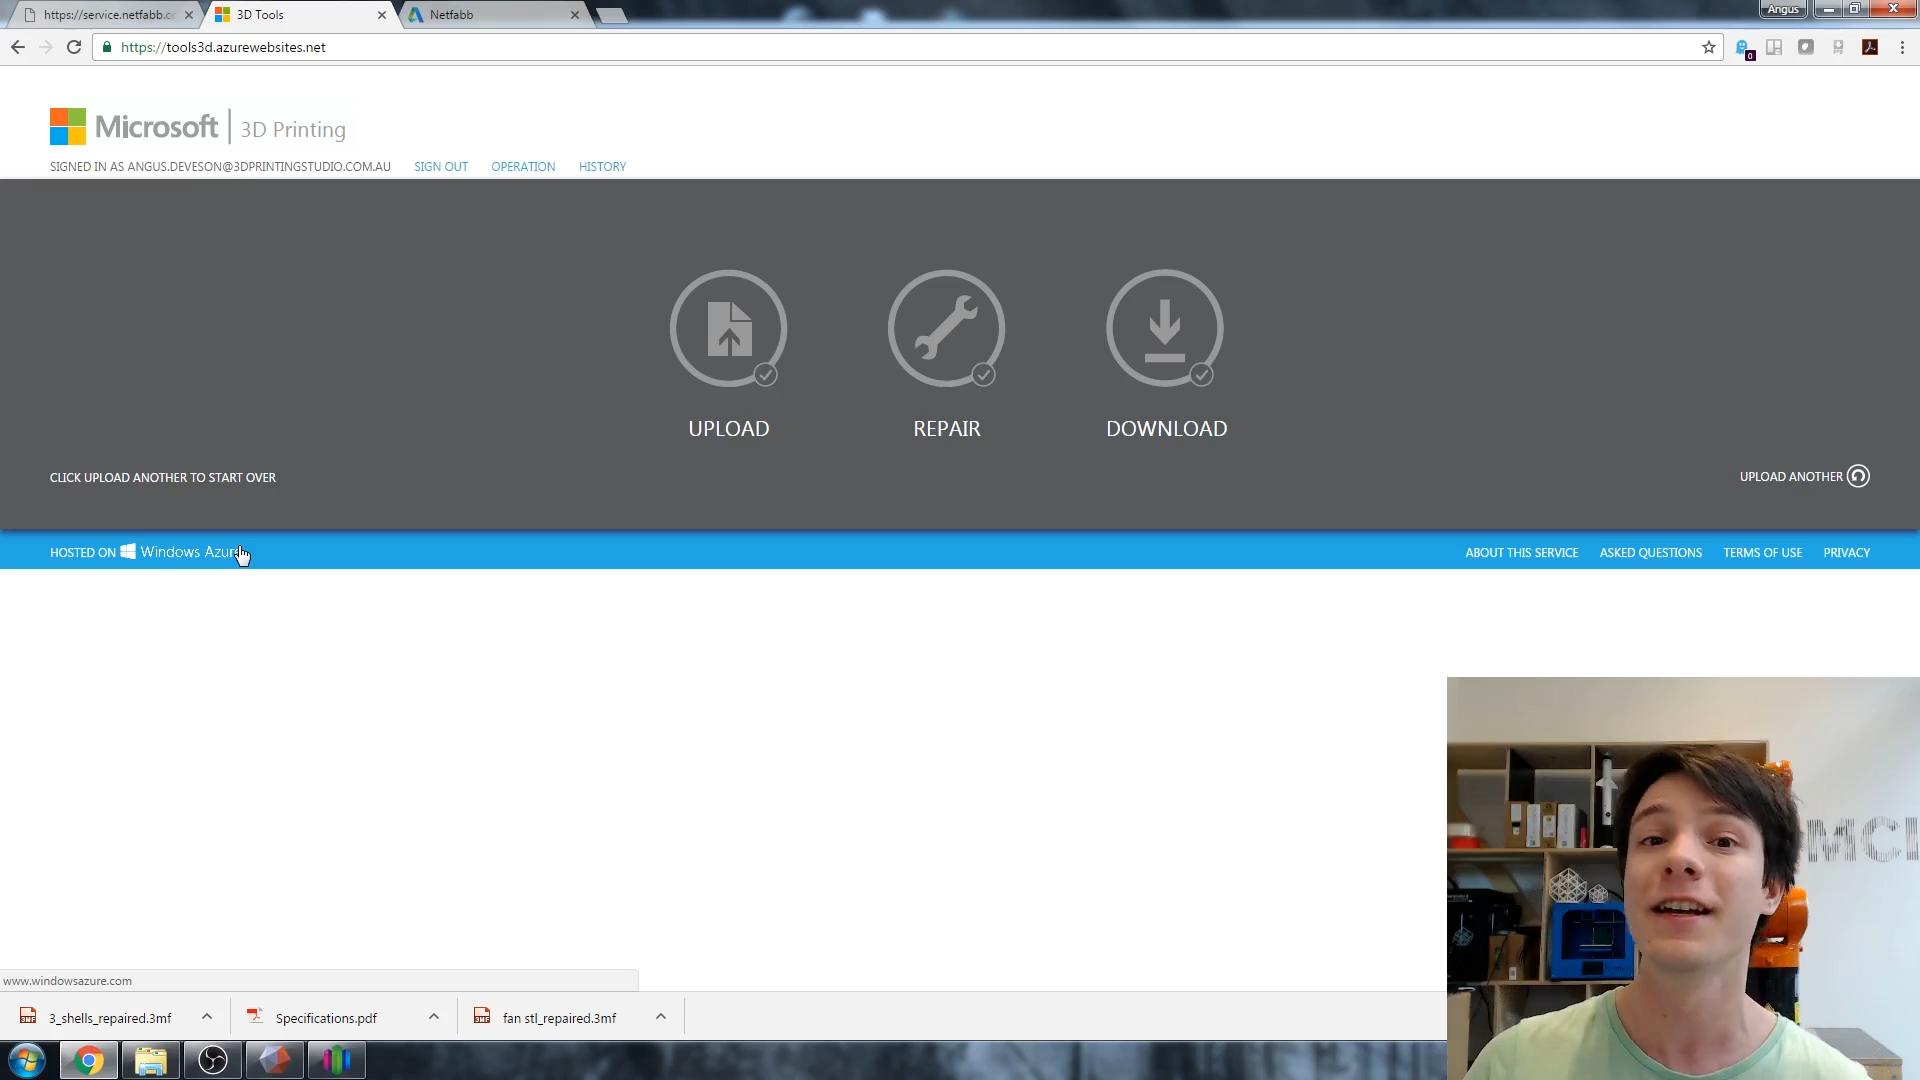 https://service.netfabb.cc
3D Tools
Netfabb
Angus
https://tools3d.azurewebsites.net
0
Microsoft | 3D Printing
SIGNED IN AS ANGUS.DEVESON@3DPRINTINGSTUDIO.COM.AU SIGN OUT OPERATION HISTORY
UPLOAD REPAIR DOWNLOAD
CLICK UPLOAD ANOTHER TO START OVER
UPLOAD ANOTHER
HOSTED ON Windows Azure
ABOUT THIS SERVICE ASKED QUESTIONS TERMS OF USE PRIVACY
MCI
www.windowsazure.com
3_shells_repaired.3mf
Specifications.pdf
fan stl_repaired.3mf